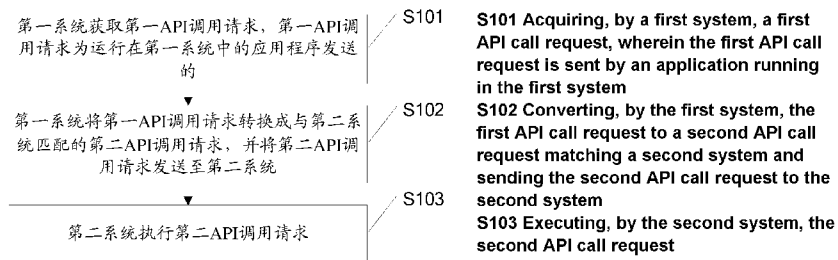 第一系统获取第一API调用请求，第一API
调用请求为运行在第一系统中的应用程序发送
的
S101
第一系统将第一API调用请求转换成与第二系
统匹配的第二API调用请求，并将第二API调
用请求发送至第二系统
S102
第二系统执行第二API调用请求
S103
S101 Acquiring, by a first system, a first
API call request, wherein the first API call
request is sent by an application running
in the first system
S102 Converting, by the first system, the
first API call request to a second API call
request matching a second system and
sending the second API call request to the
second system
S103 Executing, by the second system, the
second API call request